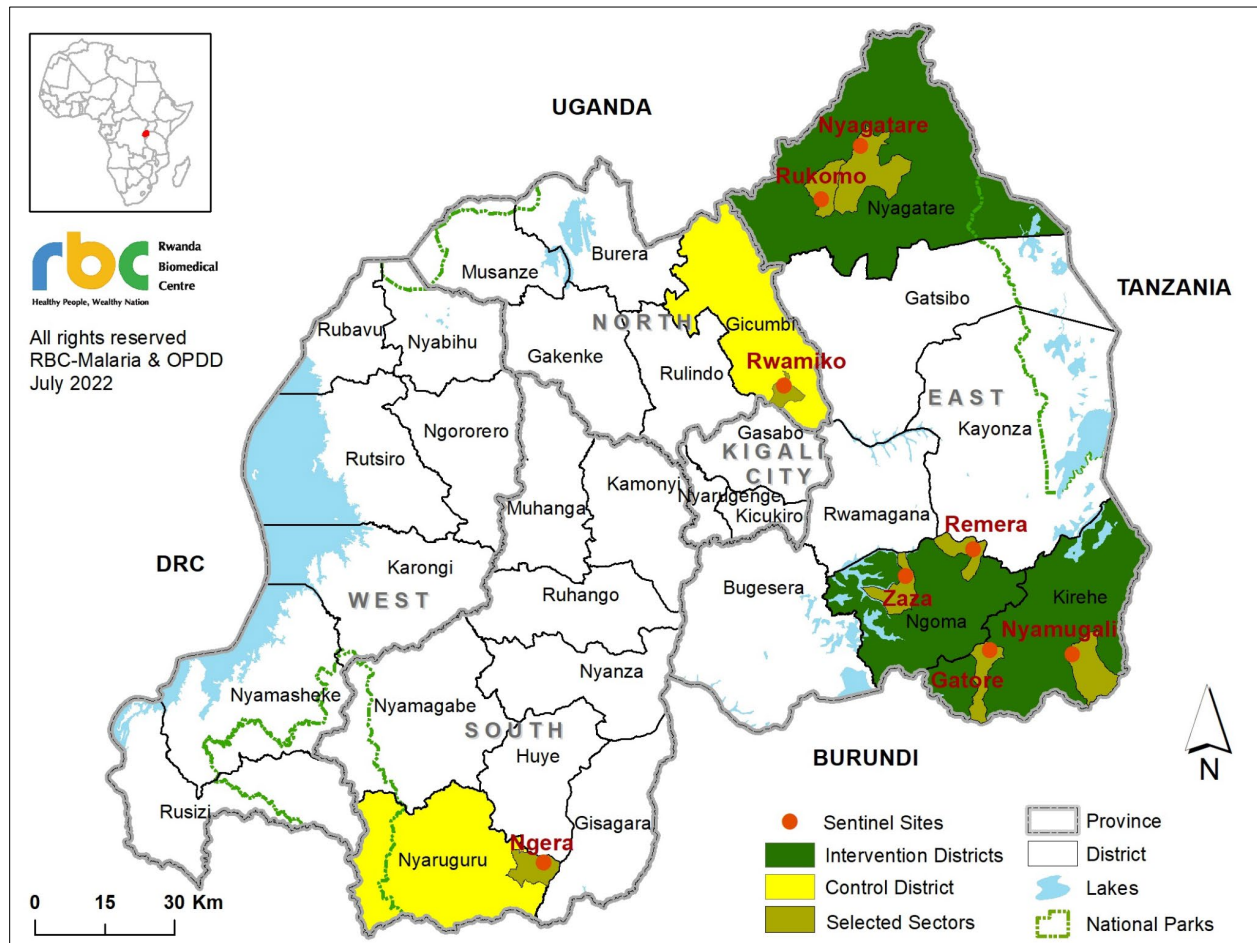 UGANDA
Nyagatare
Rukomo
Nyagatare
rbc
Rwanda
Biomedical
Centre
Healthy People, Wealthy Nation
All rights reserved
RBC-Malaria & OPDD
July 2022
Burera
Musanze
TANZANIA
Gatsibo
Rubavu
Nyabihu
NORTH
Gicumbi
Gakenke
Rwamiko
Rulindo
EAST
Kayonza
Ngororero
Gasabo
KIGALI
CITY
Rutsiro
Kamonyi
Nyarugenge
Muhanga
Kicukiro
Rwamagana
Remera
DRC
Karongi
Bugesera
WEST
Ruhango
Zaza
Ngoma
Kirehe
Nyamugali
Nyanza
Gatore
Nyamasheke
Nyamagabe
SOUTH
Huye
BURUNDI
N
Rusizi
Gisagara
Ngera
Nyaruguru
Sentinel Sites
Intervention Districts
Control District
Selected Sectors
Province
District
Lakes
National Parks
0 15 30 Km